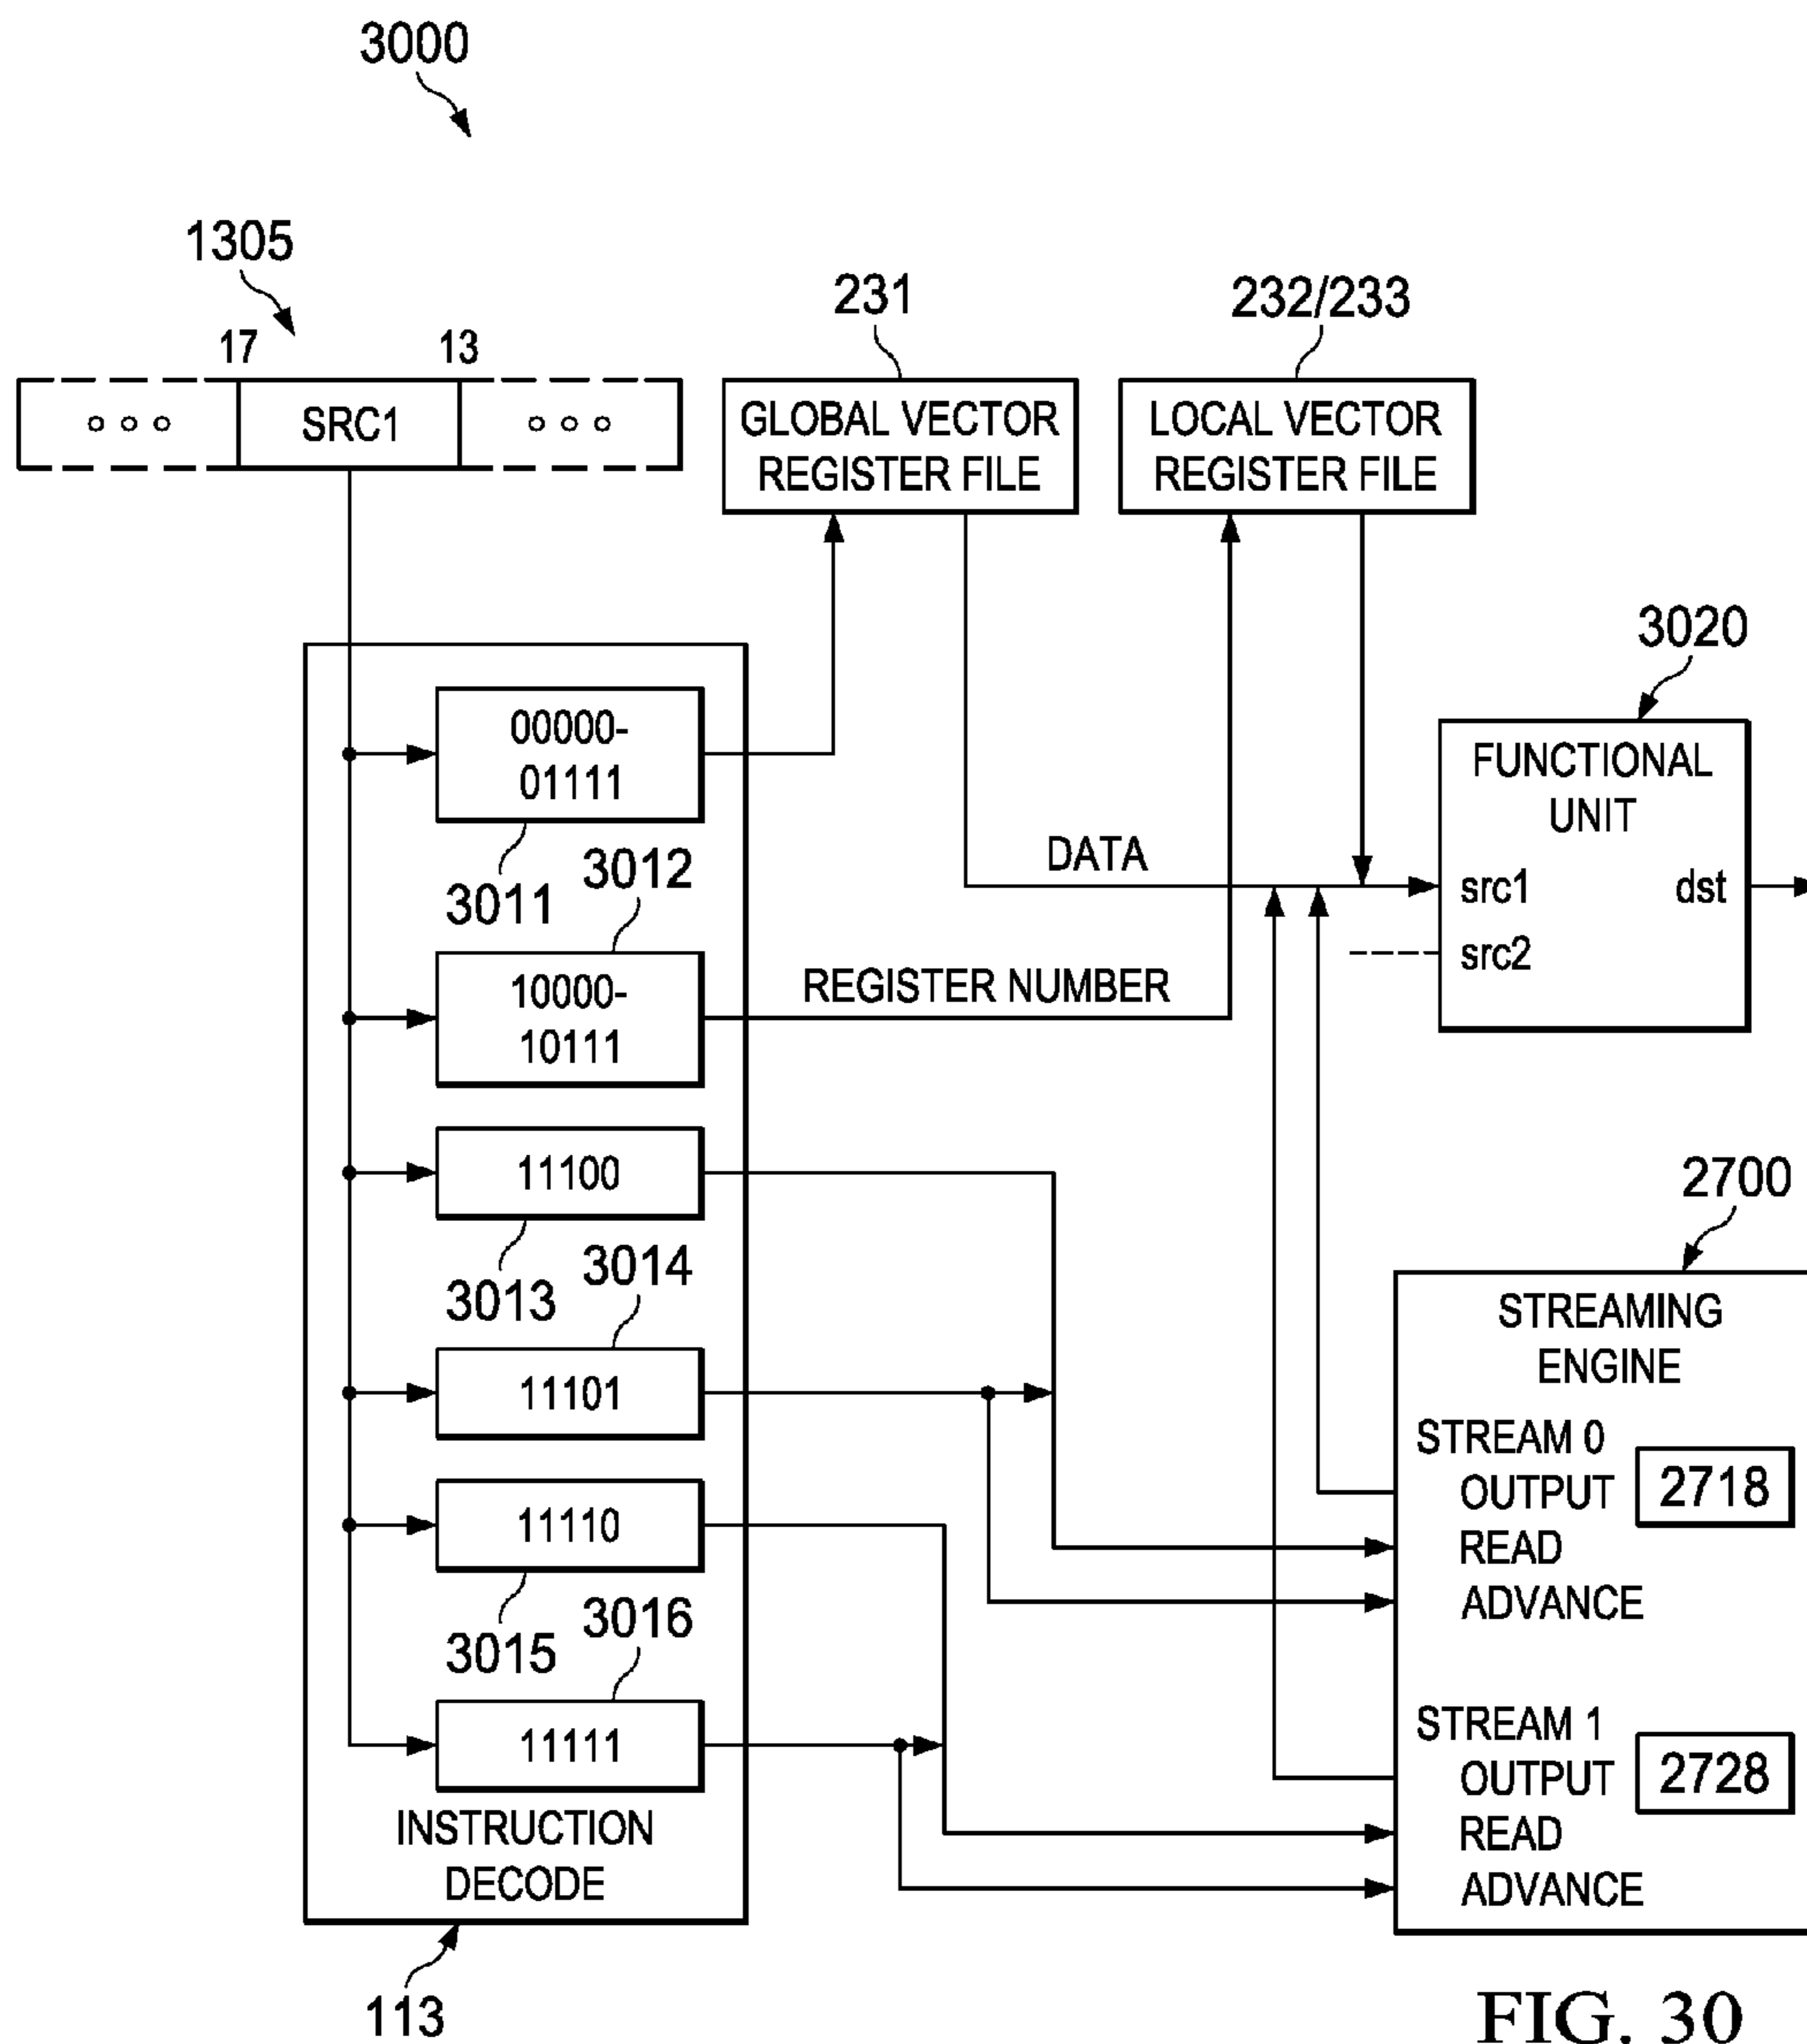 3000
1305
17
13
ooo
SRC1
ooo
231
GLOBAL VECTOR
REGISTER FILE
232/233
LOCAL VECTOR
REGISTER FILE
00000-
01111
3011
3012
10000-
10111
11100
3013
3014
11101
11110
3015
3016
11111
INSTRUCTION
DECODE
113
DATA
REGISTER NUMBER
3020
FUNCTIONAL
UNIT
src1
dst
src2
2700
STREAMING
ENGINE
STREAM 0
OUTPUT
2718
READ
ADVANCE
STREAM 1
OUTPUT
2728
READ
ADVANCE
FIG. 30